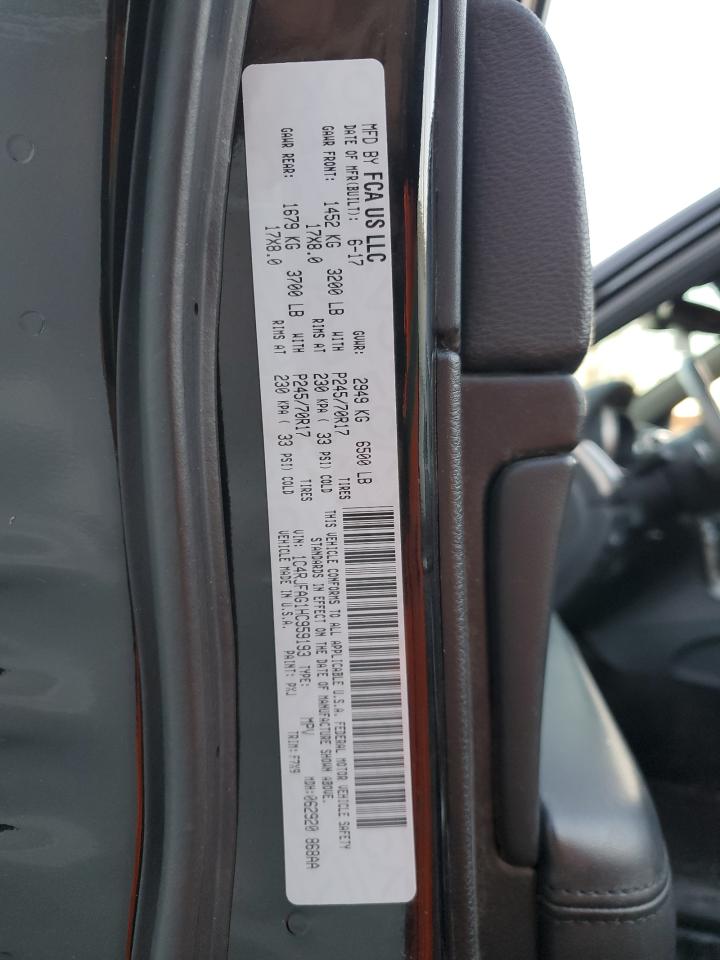 MFD BY FCA US LLC
DATE OF MFR(BUILT): 6-17 GVWR: 2949 KG 6500 LB
GAWR FRONT: 1452 KG 3200 LB WITH P245/70R17 TIRES
17X8.0 RIMS AT 230 KPA ( 33 PSI) COLD
GAWR REAR: 1679 KG 3700 LB WITH P245/70R17 TIRES
17X8.0 RIMS AT 230 KPA ( 33 PSI) COLD
THIS VEHICLE CONFORMS TO ALL APPLICABLE U.S.A. FEDERAL MOTOR VEHICLE SAFETY
STANDARDS IN EFFECT ON THE DATE OF MANUFACTURE SHOWN ABOVE.
VIN: 1C4RJFAG1HC959193 TYPE: MPV MDH:062920 868AA
VEHICLE MADE IN U.S.A. PAINT: PXJ TRIM:F7X9